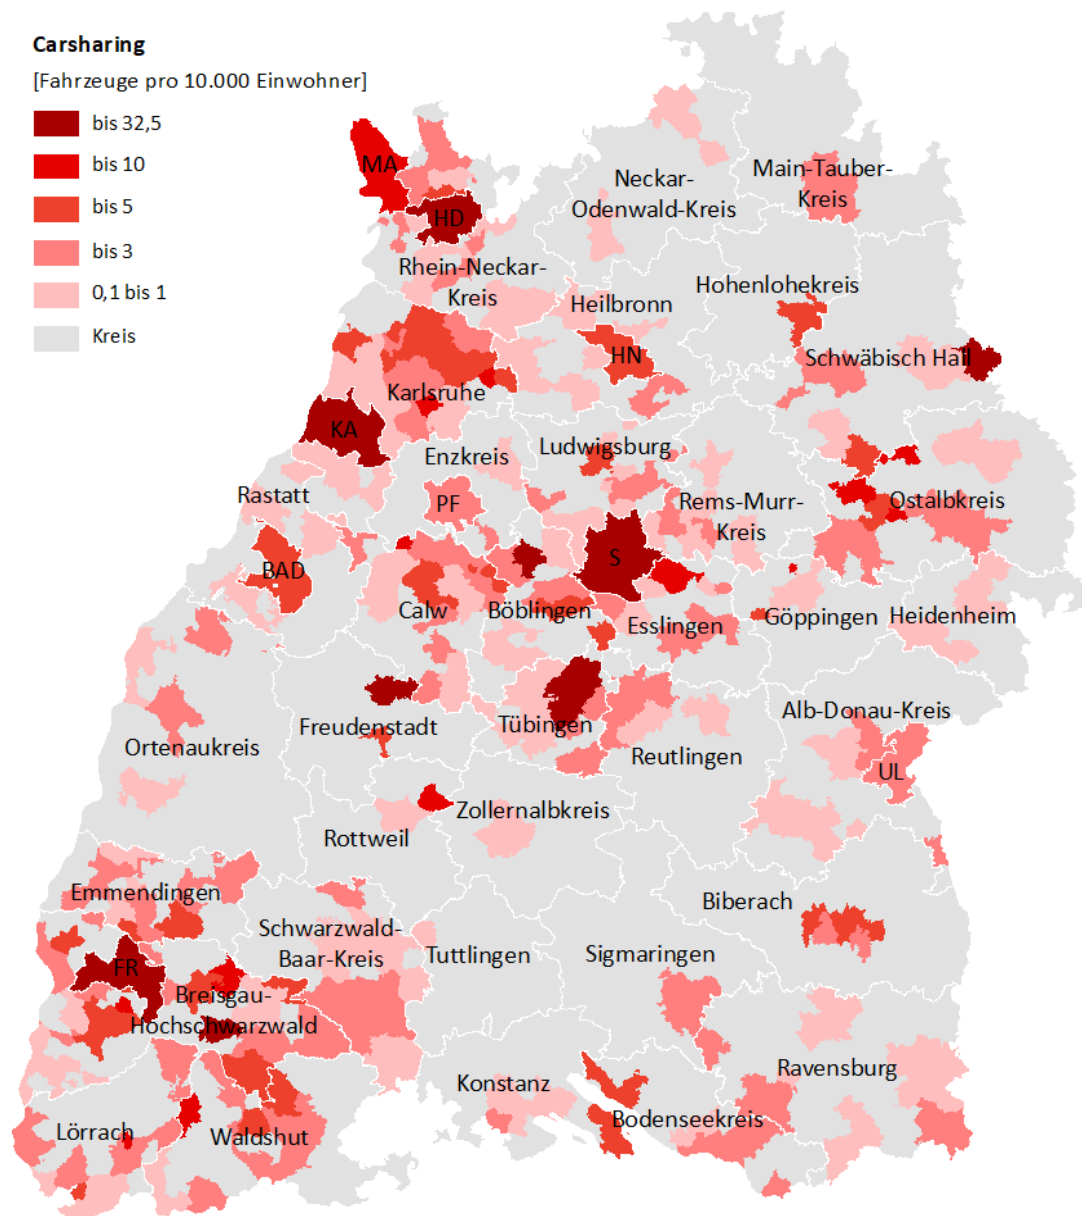 Carsharing
[Fahrzeuge pro 10.000 Einwohner]
bis 32,5
bis 10
bis 5
bis 3
0,1 bis 1
Kreis
MA
Neckar-
Odenwald-Kreis
Main-Tauber-
Kreis
HD
Rhein-Neckar-
Kreis
Heilbronn
Hohenlohekreis
HN
Schwäbisch Hall
Karlsruhe
KA
Enzkreis
Ludwigsburg
Rastatt
PF
Rems-Murr-
Kreis
Ostalbkreis
BAD
S
Calw
Böblingen
Esslingen
Göppingen
Heidenheim
Freudenstadt
Tübingen
Alb-Donau-Kreis
Ortenaukreis
Reutlingen
UL
Zollernalbkreis
Rottweil
Emmendingen
Biberach
Schwarzwald-
Baar-Kreis
Tuttlingen
Sigmaringen
FR
Breisgau-
Hochschwarzwald
Konstanz
Ravensburg
Bodenseekreis
Lörrach
Waldshut